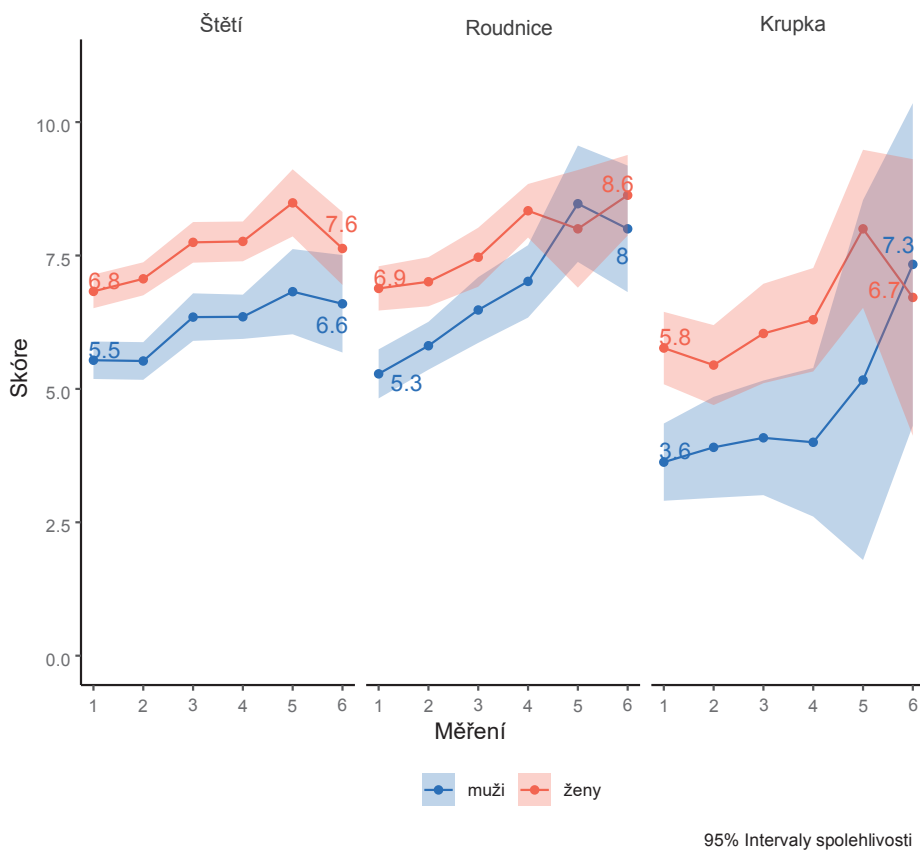 Štětí Roudnice Krupka
Skóre
10.0
7.5
5.0
2.5
0.0
6.8
5.5
7.6
6.6
6.9
5.3
8.6
8
5.8
3.6
7.3
6.7
1 2 3 4 5 6 1 2 3 4 5 6 1 2 3 4 5 6
Měření
muži ženy
95% Intervaly spolehlivosti